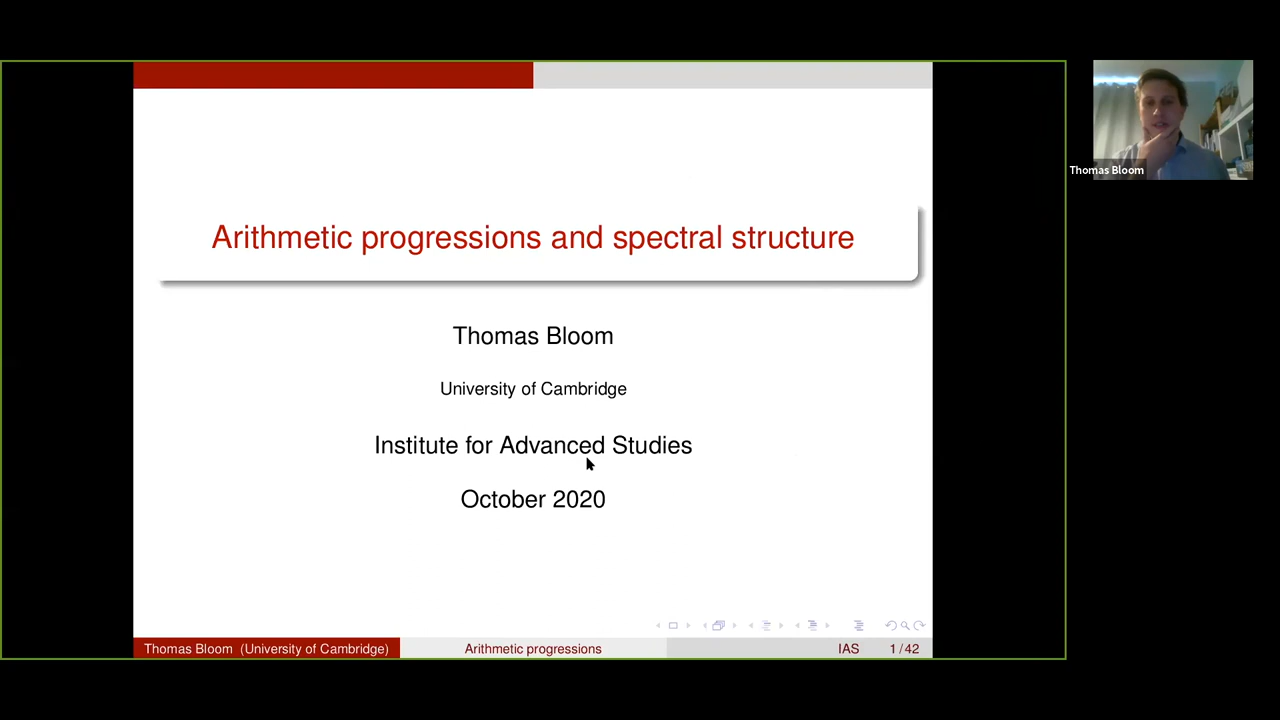 Arithmetic progressions and spectral structure
Thomas Bloom
University of Cambridge
Institute for Advanced Studies
October 2020
Thomas Bloom (University of Cambridge)
Arithmetic progressions
IAS
1 / 42
Thomas Bloom